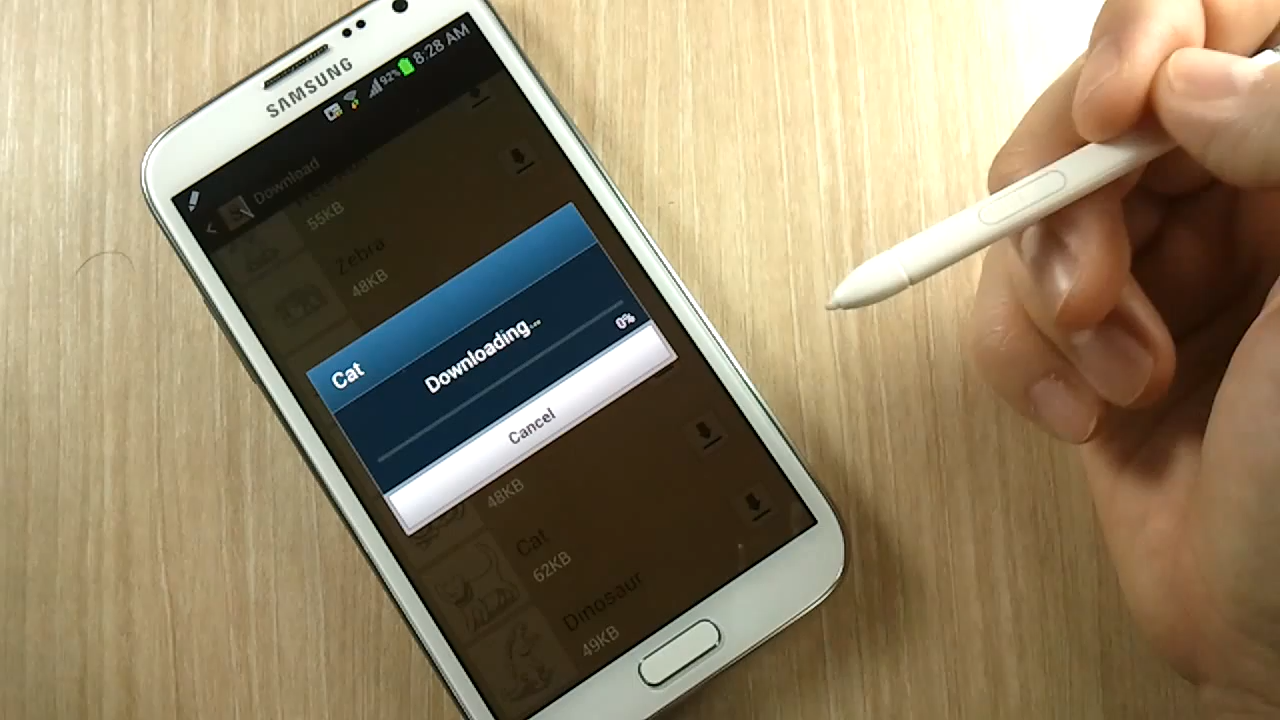 SAMSUNG
92% 8:28 AM
Download
55KB
Zebra
48KB
Cat
Downloading...
0%
Cancel
48KB
Cat
62KB
Dinosaur
49KB